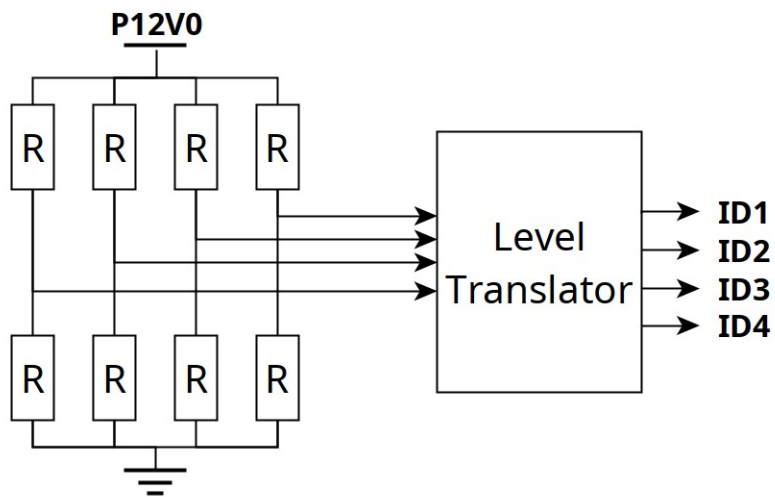 P12V0
R R R R
Level
Translator
ID1
ID2
ID3
ID4
R R R R